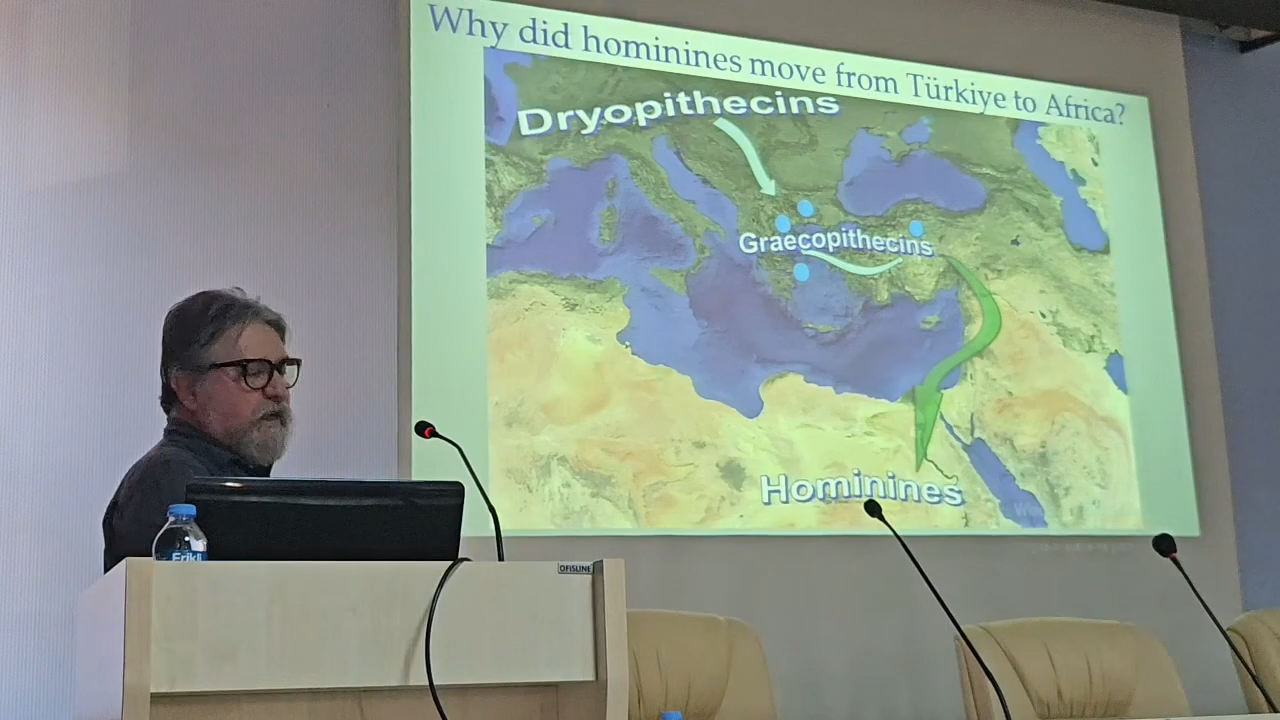 Why did hominines move from Türkiye to Africa?
Dryopithecins
Graecopithecins
Hominines
Erikli
OFISLINE